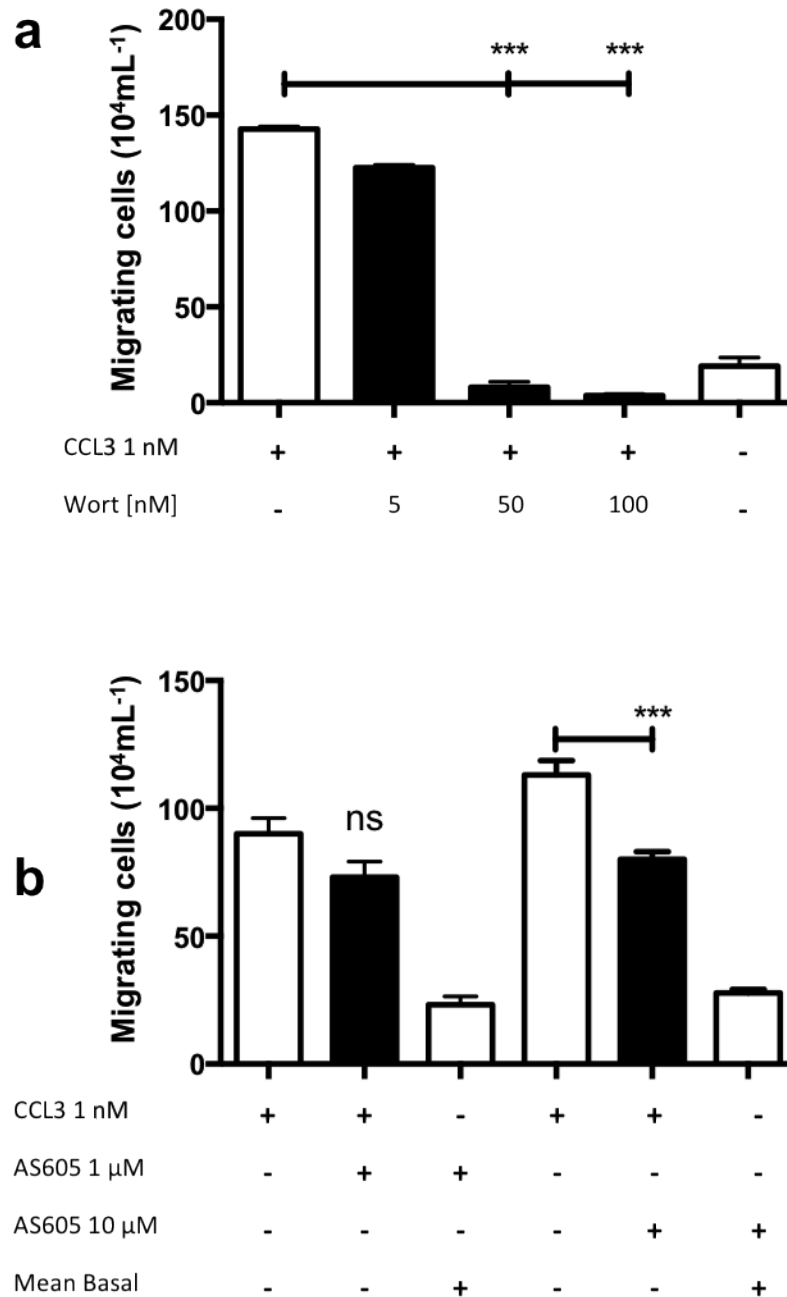 a
Migrating cells (10⁴mL⁻¹)
200
*** ***
150
100
50
0
CCL3 1 nM + + + + -
Wort [nM] - 5 50 100 -
b
Migrating cells (10⁴mL⁻¹)
150
***
100
ns
50
0
CCL3 1 nM + + - + + -
AS605 1 µM - + + - - -
AS605 10 µM - - - - + +
Mean Basal - - + - - +